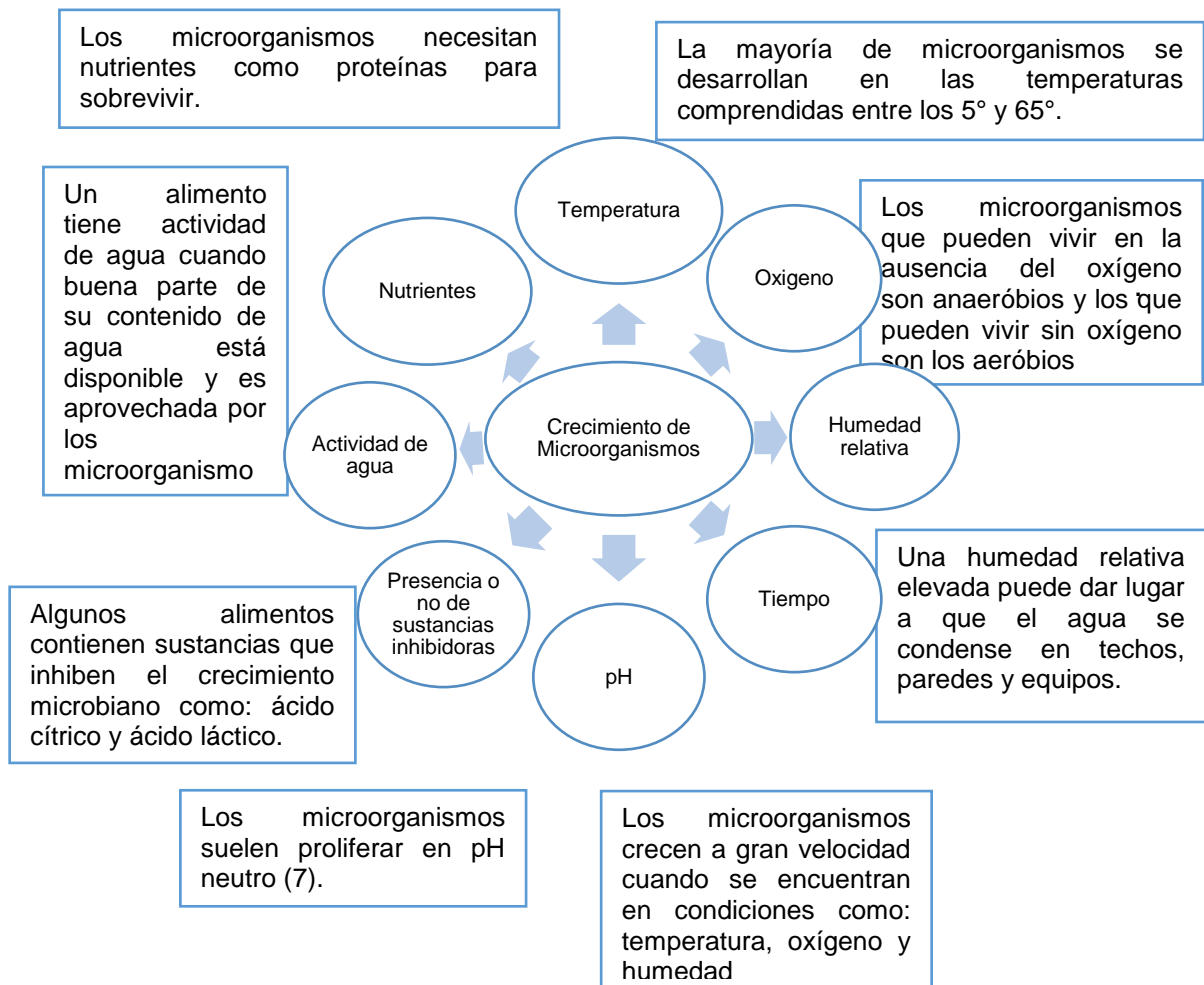 Los microorganismos necesitan
nutrientes como proteínas para
sobrevivir.
La mayoría de microorganismos se
desarrollan en las temperaturas
comprendidas entre los 5° y 65°.
Un alimento
tiene actividad
de agua cuando
buena parte de
su contenido de
agua está
disponible y es
aprovechada por
los
microorganismo
Nutrientes
Temperatura
Oxigeno
Los microorganismos
que pueden vivir en la
ausencia del oxígeno
son anaeróbios y los que
pueden vivir sin oxígeno
son los aeróbios
Actividad de
agua
Crecimiento de
Microorganismos
Humedad
relativa
Presencia o
no de
sustancias
inhibidoras
pH
Tiempo
Una humedad relativa
elevada puede dar lugar
a que el agua se
condense en techos,
paredes y equipos.
Algunos alimentos
contienen sustancias que
inhiben el crecimiento
microbiano como: ácido
cítrico y ácido láctico.
Los microorganismos
suelen proliferar en pH
neutro (7).
Los microorganismos
crecen a gran velocidad
cuando se encuentran
en condiciones como:
temperatura, oxígeno y
humedad